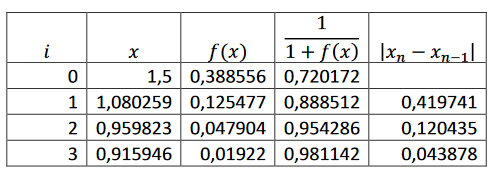 i x f(x) 1/(1 + f(x)) |xₙ − xₙ₋₁|
0 1,5 0,388556 0,720172
1 1,080259 0,125477 0,888512 0,419741
2 0,959823 0,047904 0,954286 0,120435
3 0,915946 0,01922 0,981142 0,043878